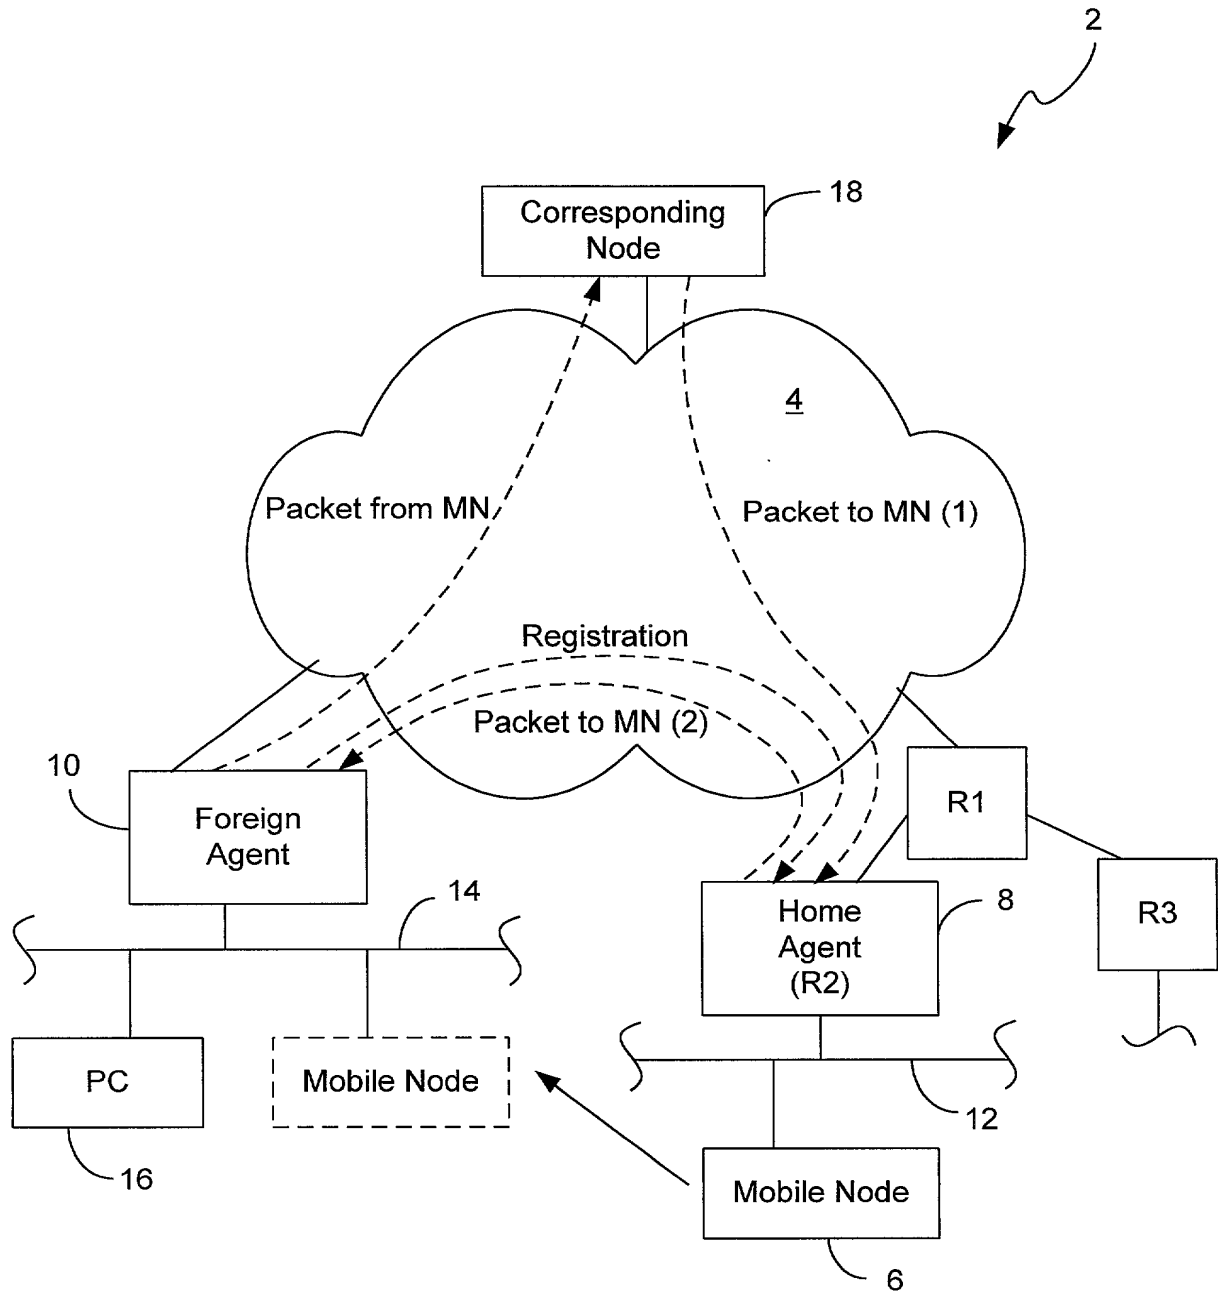 2
18
Corresponding
Node
4
Packet from MN
Packet to MN (1)
Registration
Packet to MN (2)
10
Foreign
Agent
R1
14
8
Home
Agent
(R2)
R3
PC
Mobile Node
12
16
Mobile Node
6